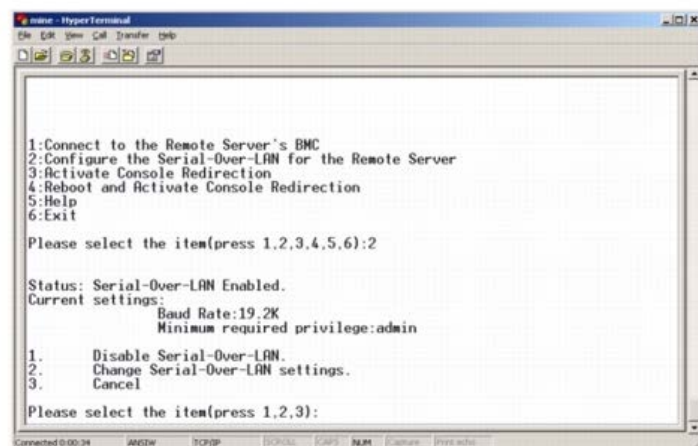 mine - HyperTerminal
File Edit View Call Transfer Help
1:Connect to the Remote Server's BMC
2:Configure the Serial-Over-LAN for the Remote Server
3:Activate Console Redirection
4:Reboot and Activate Console Redirection
5:Help
6:Exit
Please select the item(press 1,2,3,4,5,6):2
Status: Serial-Over-LAN Enabled.
Current settings:
Baud Rate:19.2K
Minimum required privilege:admin
1. Disable Serial-Over-LAN.
2. Change Serial-Over-LAN settings.
3. Cancel
Please select the item(press 1,2,3):
Connected 0:00:34 ANSIW TCP/IP SCROLL CAPS NUM Capture Print echo